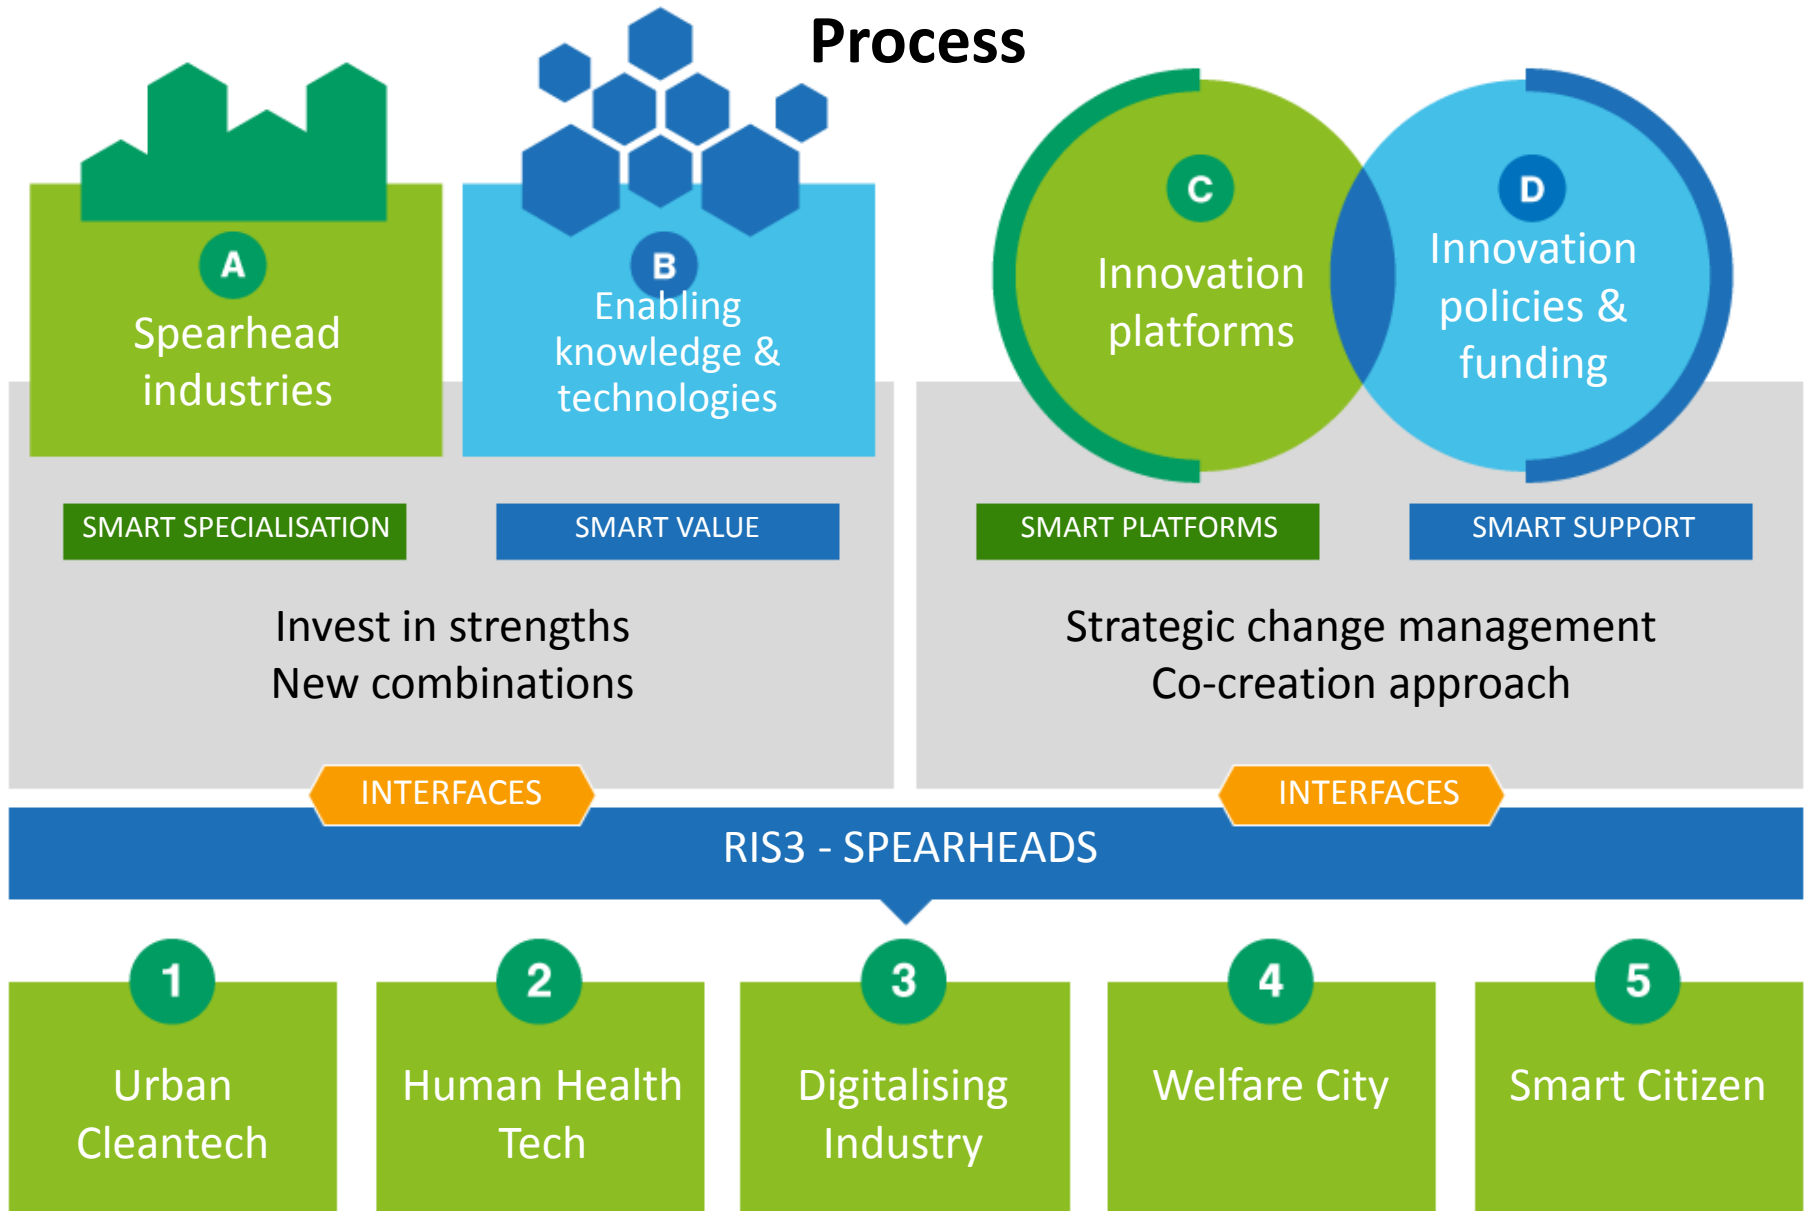 Process
A
Spearhead
industries
B
Enabling
knowledge &
technologies
C
Innovation
platforms
D
Innovation
policies &
funding
SMART SPECIALISATION
SMART VALUE
SMART PLATFORMS
SMART SUPPORT
Invest in strengths
New combinations
Strategic change management
Co-creation approach
INTERFACES
INTERFACES
RIS3 - SPEARHEADS
1
Urban
Cleantech
2
Human Health
Tech
3
Digitalising
Industry
4
Welfare City
5
Smart Citizen